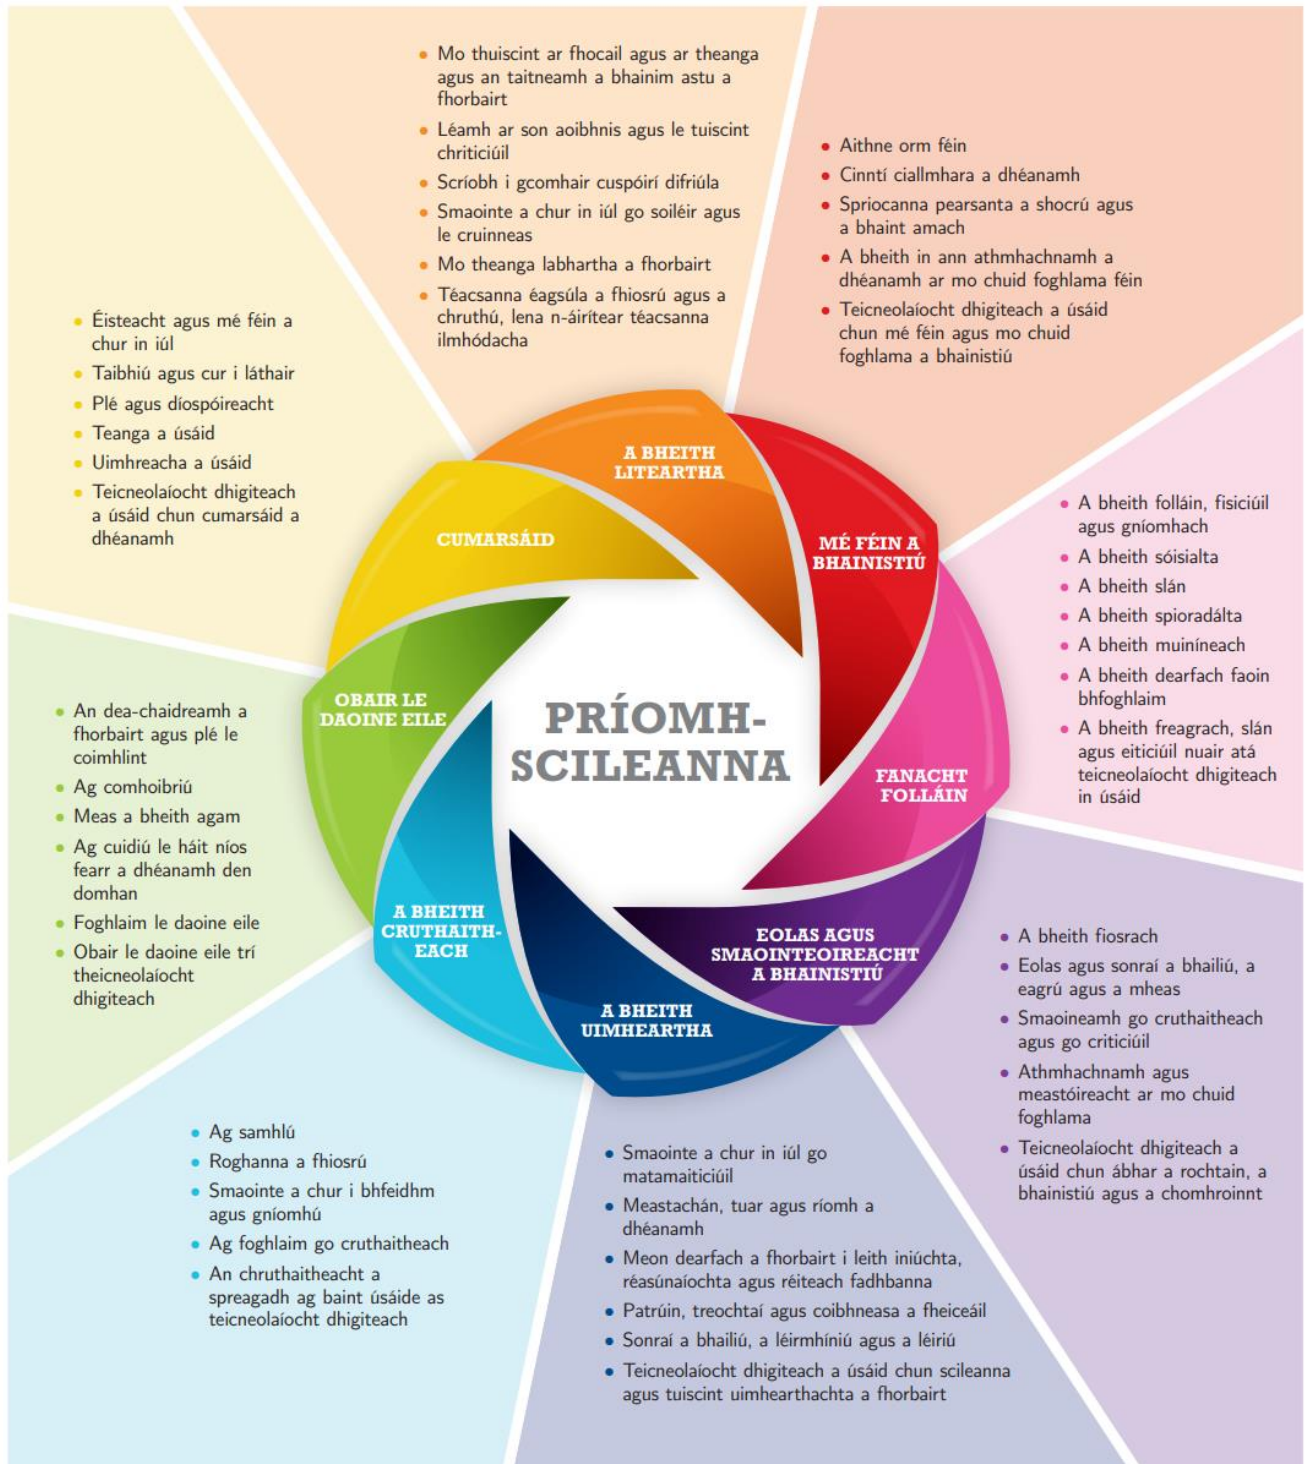 • Mo thuiscint ar fhocail agus ar theanga
agus an taitneamh a bhainim astu a
fhorbairt
• Léamh ar son aoibhnis agus le tuiscint
chriticiúil
• Scríobh i gcomhair cuspóirí difriúla
• Smaointe a chur in iúl go soiléir agus
le cruinneas
• Mo theanga labhartha a fhorbairt
• Téacsanna éagsúla a fhiosrú agus a
chruthú, lena n-áirítear téacsanna
ilmhódacha
• Aithne orm féin
• Cinntí ciallmhara a dhéanamh
• Spriocanna pearsanta a shocrú agus
a bhaint amach
• A bheith in ann athmhachnamh a
dhéanamh ar mo chuid foghlama féin
• Teicneolaíocht dhigiteach a úsáid
chun mé féin agus mo chuid
foghlama a bhainistiú
• Éisteacht agus mé féin a
chur in iúl
• Taibhiú agus cur i láthair
• Plé agus díospóireacht
• Teanga a úsáid
• Uimhreacha a úsáid
• Teicneolaíocht dhigiteach
a úsáid chun cumarsáid a
dhéanamh
• A bheith folláin, fisiciúil
agus gníomhach
• A bheith sóisialta
• A bheith slán
• A bheith spioradálta
• A bheith muiníneach
• A bheith dearfach faoin
bhfoghlaim
• A bheith freagrach, slán
agus eiticiúil nuair atá
teicneolaíocht dhigiteach
in úsáid
A BHEITH
LITEARTHA
CUMARSÁID
MÉ FÉIN A
BHAINISTIÚ
OBAIR LE
DAOINE EILE
PRÍOMH-
SCILEANNA
FANACHT
FOLLÁIN
A BHEITH
CRUTHAITH-
EACH
EOLAS AGUS
SMAOINTEOIREACHT
A BHAINISTIÚ
A BHEITH
UIMHEARTHA
• An dea-chaidreamh a
fhorbairt agus plé le
coimhlint
• Ag comhoibriú
• Meas a bheith agam
• Ag cuidiú le háit níos
fearr a dhéanamh den
domhan
• Foghlaim le daoine eile
• Obair le daoine eile trí
theicneolaíocht
dhigiteach
• A bheith fiosrach
• Eolas agus sonraí a bhailiú, a
eagrú agus a mheas
• Smaoineamh go cruthaitheach
agus go criticiúil
• Athmhachnamh agus
meastóireacht ar mo chuid
foghlama
• Teicneolaíocht dhigiteach a
úsáid chun ábhar a rochtain, a
bhainistiú agus a chomhroinnt
• Ag samhlú
• Roghanna a fhiosrú
• Smaointe a chur i bhfeidhm
agus gníomhú
• Ag foghlaim go cruthaitheach
• An chruthaitheacht a
spreagadh ag baint úsáide as
teicneolaíocht dhigiteach
• Smaointe a chur in iúl go
matamaiticiúil
• Meastachán, tuar agus ríomh a
dhéanamh
• Meon dearfach a fhorbairt i leith iniúchta,
réasúnaíochta agus réiteach fadhbanna
• Patrúin, treochtaí agus coibhneasa a fheiceáil
• Sonraí a bhailiú, a léirmhíniú agus a léiriú
• Teicneolaíocht dhigiteach a úsáid chun scileanna
agus tuiscint uimhearthachta a fhorbairt